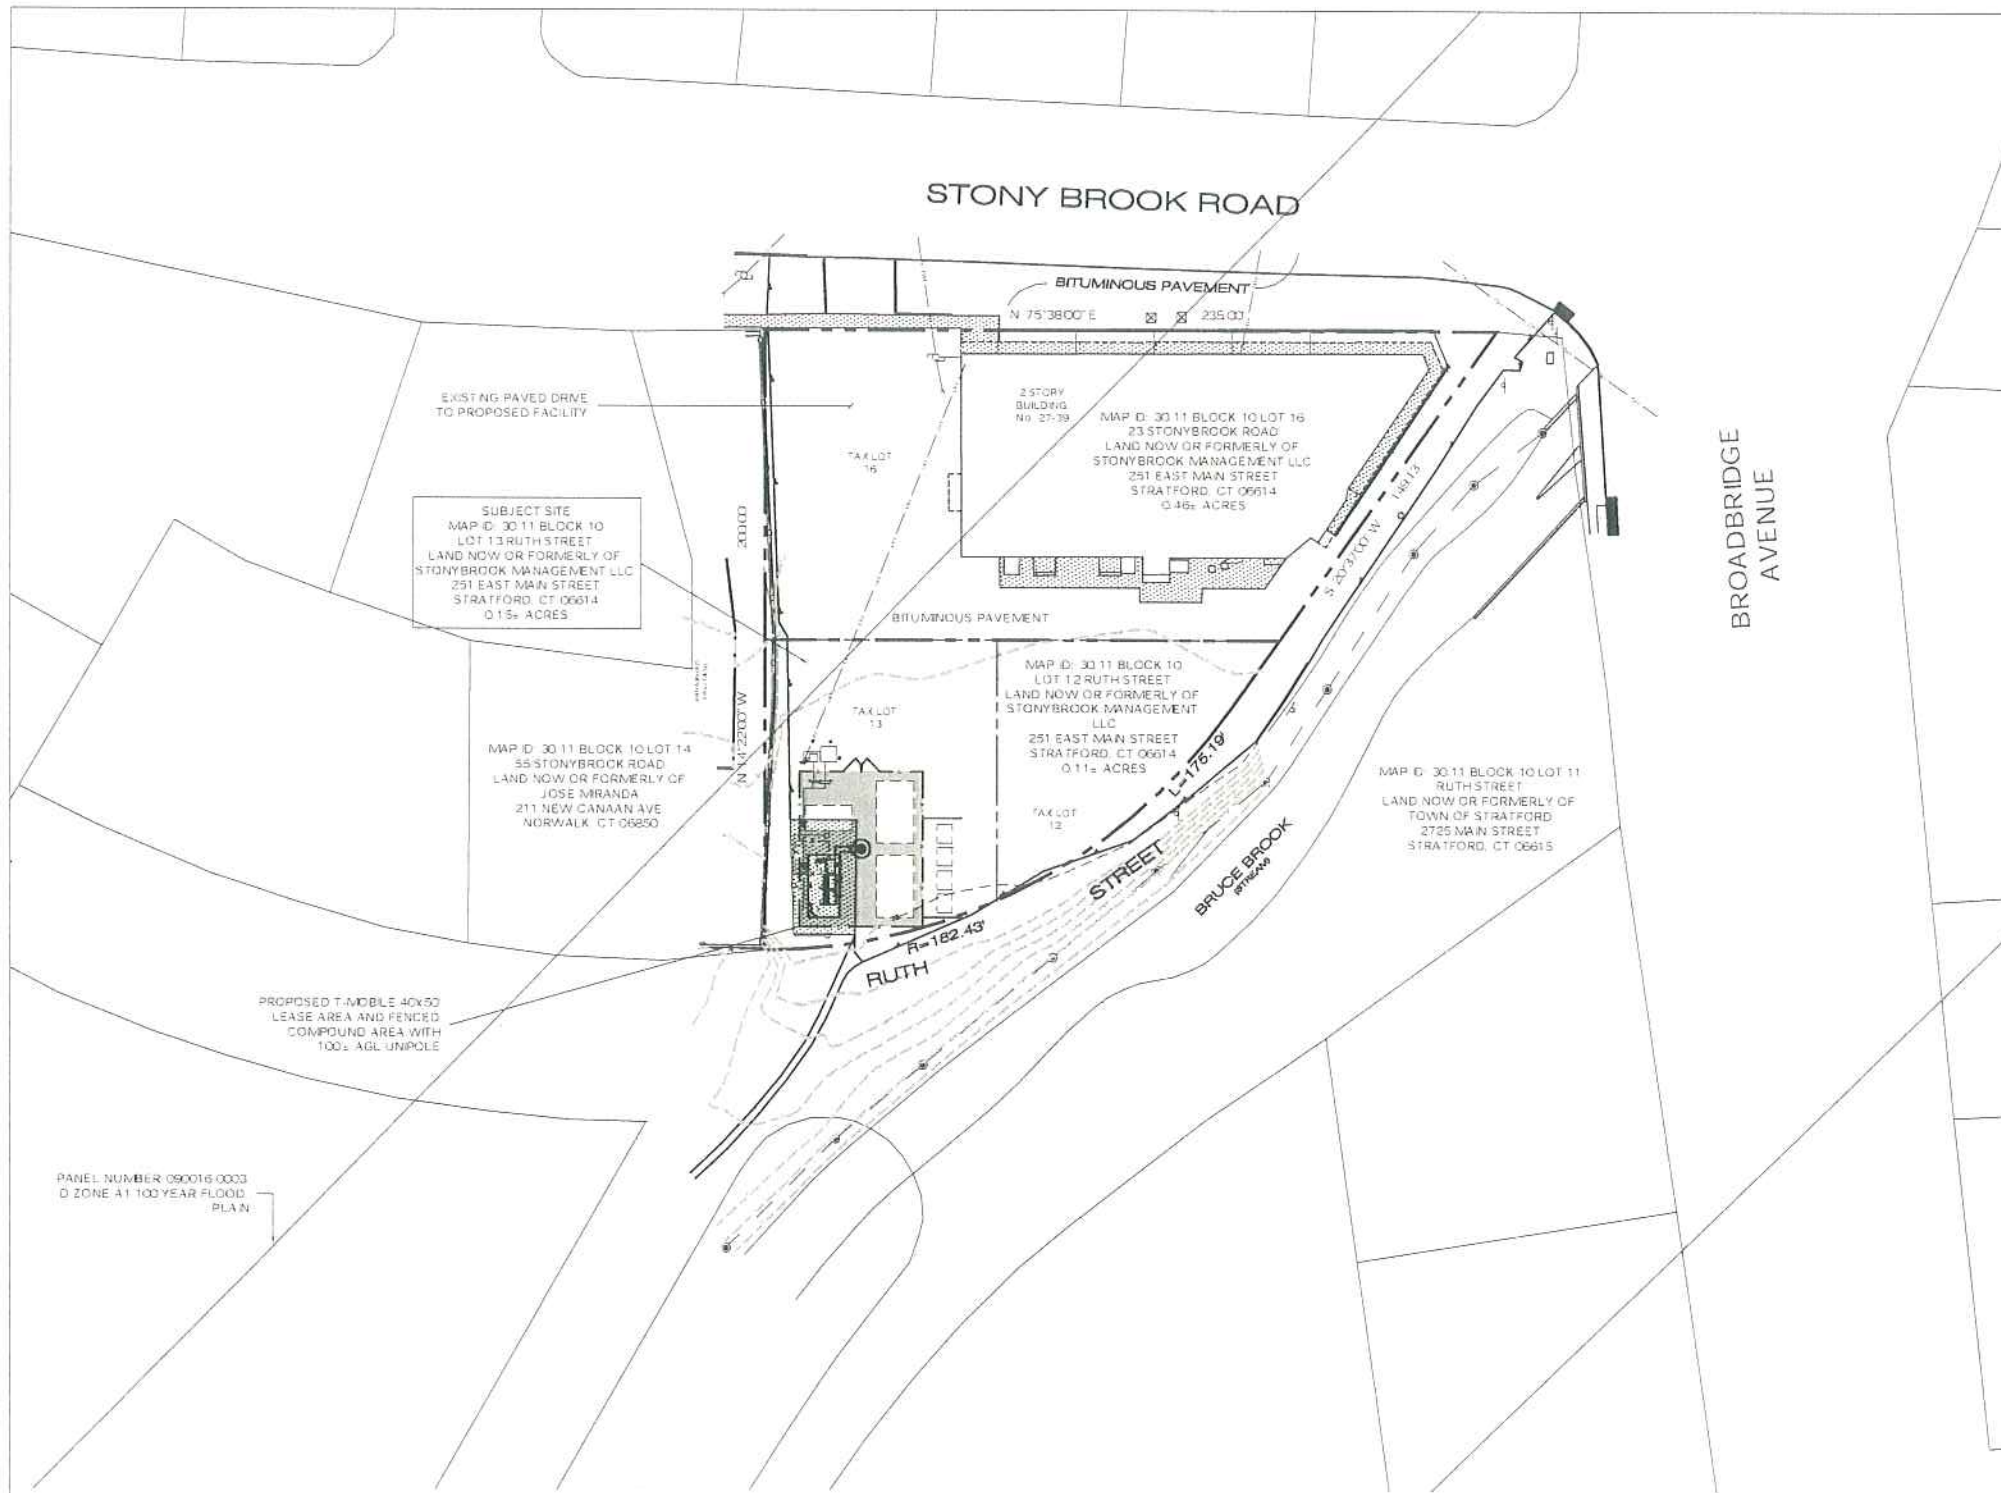 STONY BROOK ROAD
BITUMINOUS PAVEMENT
N 75°38'00" E
235.00'
EXISTING PAVED DRIVE
TO PROPOSED FACILITY
2 STORY
BUILDING
No. 27-39
MAP ID: 30.11 BLOCK 10 LOT 16
23 STONYBROOK ROAD
LAND NOW OR FORMERLY OF
STONYBROOK MANAGEMENT LLC
251 EAST MAIN STREET
STRATFORD, CT 06614
0.46± ACRES
TAX LOT
16
149.13
S 20°37'00" W
BROADBRIDGE
AVENUE
SUBJECT SITE
MAP ID: 30.11 BLOCK 10
LOT 13 RUTH STREET
LAND NOW OR FORMERLY OF
STONYBROOK MANAGEMENT LLC
251 EAST MAIN STREET
STRATFORD, CT 06614
0.15± ACRES
200.00
N 14°22'00" W
BITUMINOUS PAVEMENT
MAP ID: 30.11 BLOCK 10
LOT 12 RUTH STREET
LAND NOW OR FORMERLY OF
STONYBROOK MANAGEMENT
LLC
251 EAST MAIN STREET
STRATFORD, CT 06614
0.11± ACRES
TAX LOT
13
MAP ID: 30.11 BLOCK 10 LOT 14
55 STONYBROOK ROAD
LAND NOW OR FORMERLY OF
JOSE MIRANDA
211 NEW CANAAN AVE
NORWALK, CT 06850
L=175.19'
TAX LOT
12
MAP ID: 30.11 BLOCK 10 LOT 11
RUTH STREET
LAND NOW OR FORMERLY OF
TOWN OF STRATFORD
2725 MAIN STREET
STRATFORD, CT 06615
RUTH STREET
BRUCE BROOK
(STREAM)
R=182.43'
PROPOSED T-MOBILE 40x50
LEASE AREA AND FENCED
COMPOUND AREA WITH
100± AGL UNIPOLE
PANEL NUMBER 090016 0003
D ZONE A1 100 YEAR FLOOD
PLAIN